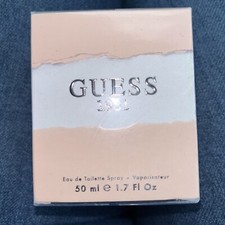 GUESS
Eau de Toilette Spray • Vaporisateur
50 ml e 1.7 Fl Oz